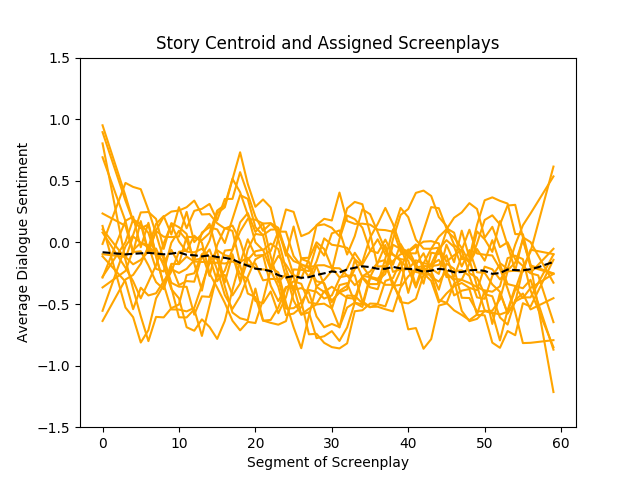 Story Centroid and Assigned Screenplays
1.5
1.0
0.5
0.0
−0.5
−1.0
−1.5
Average Dialogue Sentiment
0 10 20 30 40 50 60
Segment of Screenplay